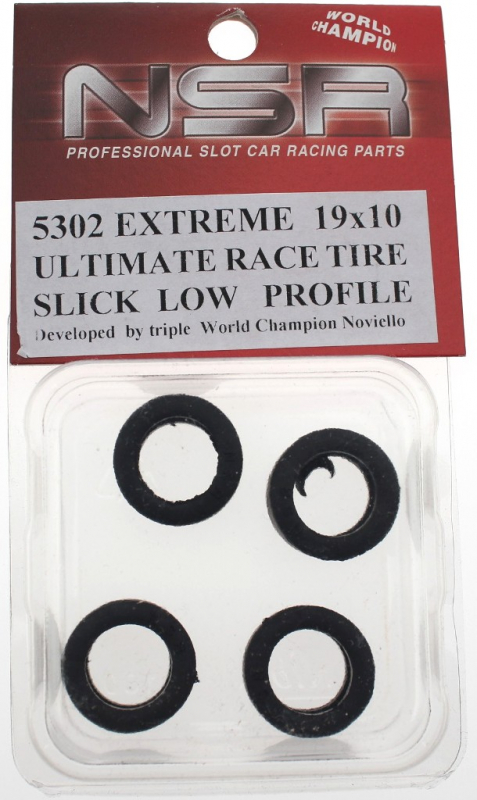 WORLD
CHAMPION
NSR
PROFESSIONAL SLOT CAR RACING PARTS
5302 EXTREME 19x10
ULTIMATE RACE TIRE
SLICK LOW PROFILE
Developed by triple World Champion Noviello